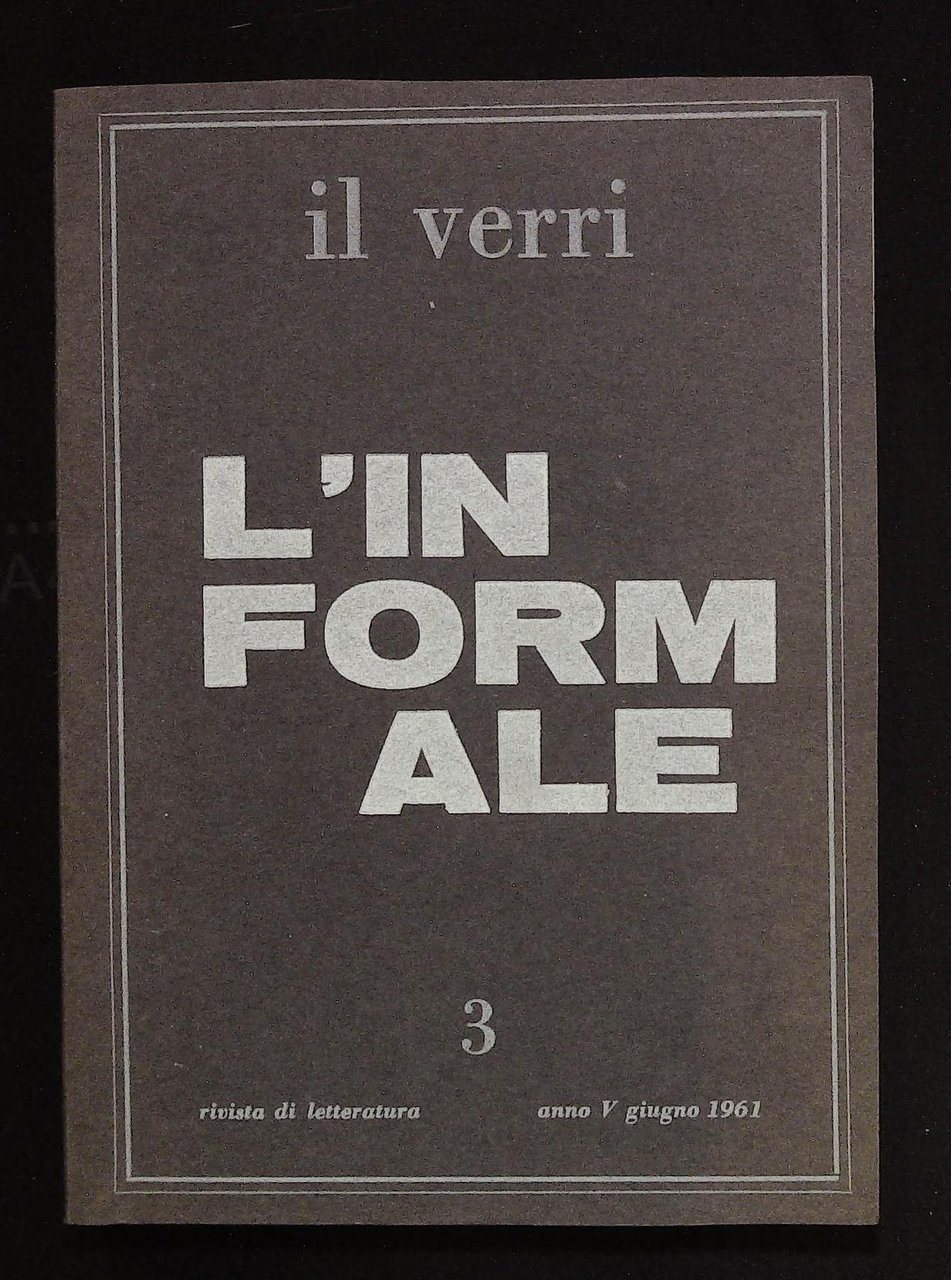 il verri
L'IN
FORM
ALE
3
rivista di letteratura anno V giugno 1961